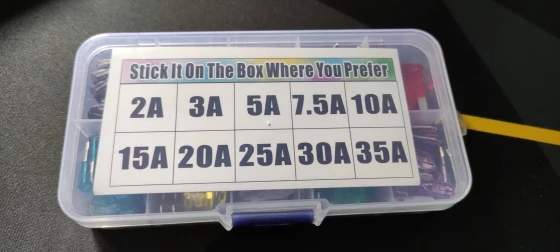 Stick It On The Box Where You Prefer
2A 3A 5A 7.5A 10A
15A 20A 25A 30A 35A